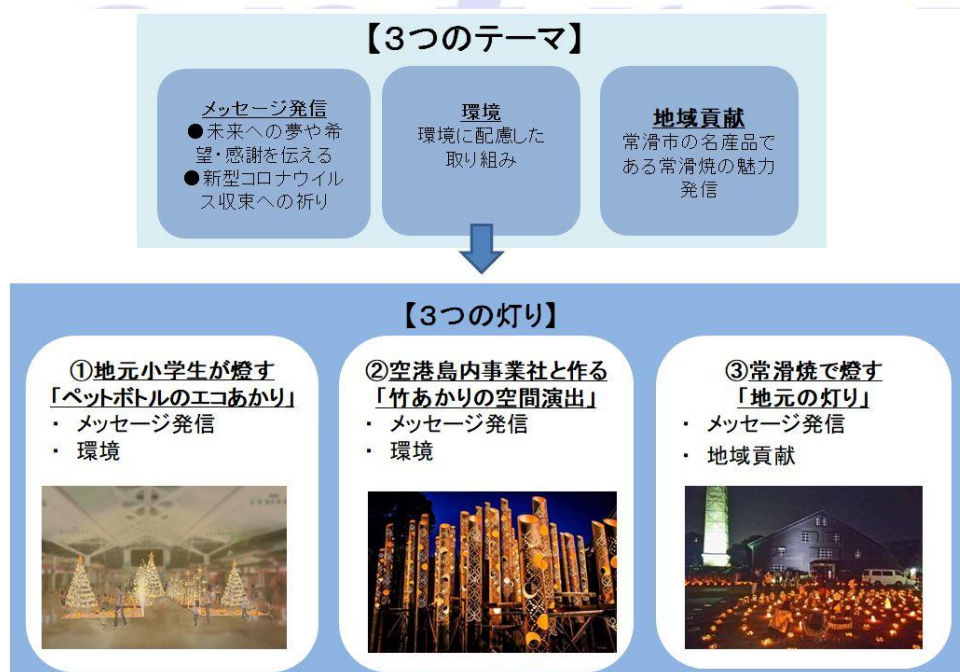 【3つのテーマ】
メッセージ発信
●未来への夢や希
望・感謝を伝える
●新型コロナウイル
ス収束への祈り
環境
環境に配慮した
取り組み
地域貢献
常滑市の名産品で
ある常滑焼の魅力
発信
【3つの灯り】
①地元小学生が燈す
「ペットボトルのエコあかり」
・ メッセージ発信
・ 環境
②空港島内事業社と作る
「竹あかりの空間演出」
・ メッセージ発信
・ 環境
③常滑焼で燈す
「地元の灯り」
・ メッセージ発信
・ 地域貢献